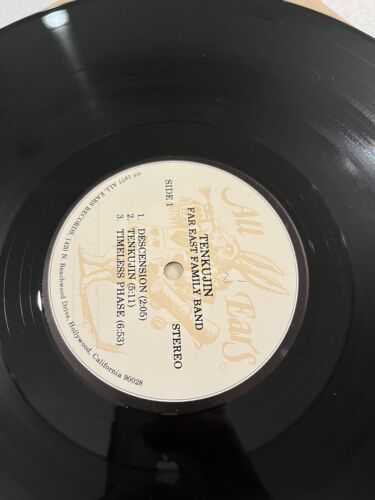 All Ears
TENKUJIN
FAR EAST FAMILY BAND
SIDE 1
STEREO
1. DESCENSION (2:05)
2. TENKUJIN (5:11)
3. TIMELESS PHASE (6:53)
1977 ALL EARS RECORDS, 1420 N. Beachwood Drive, Hollywood, California 90028